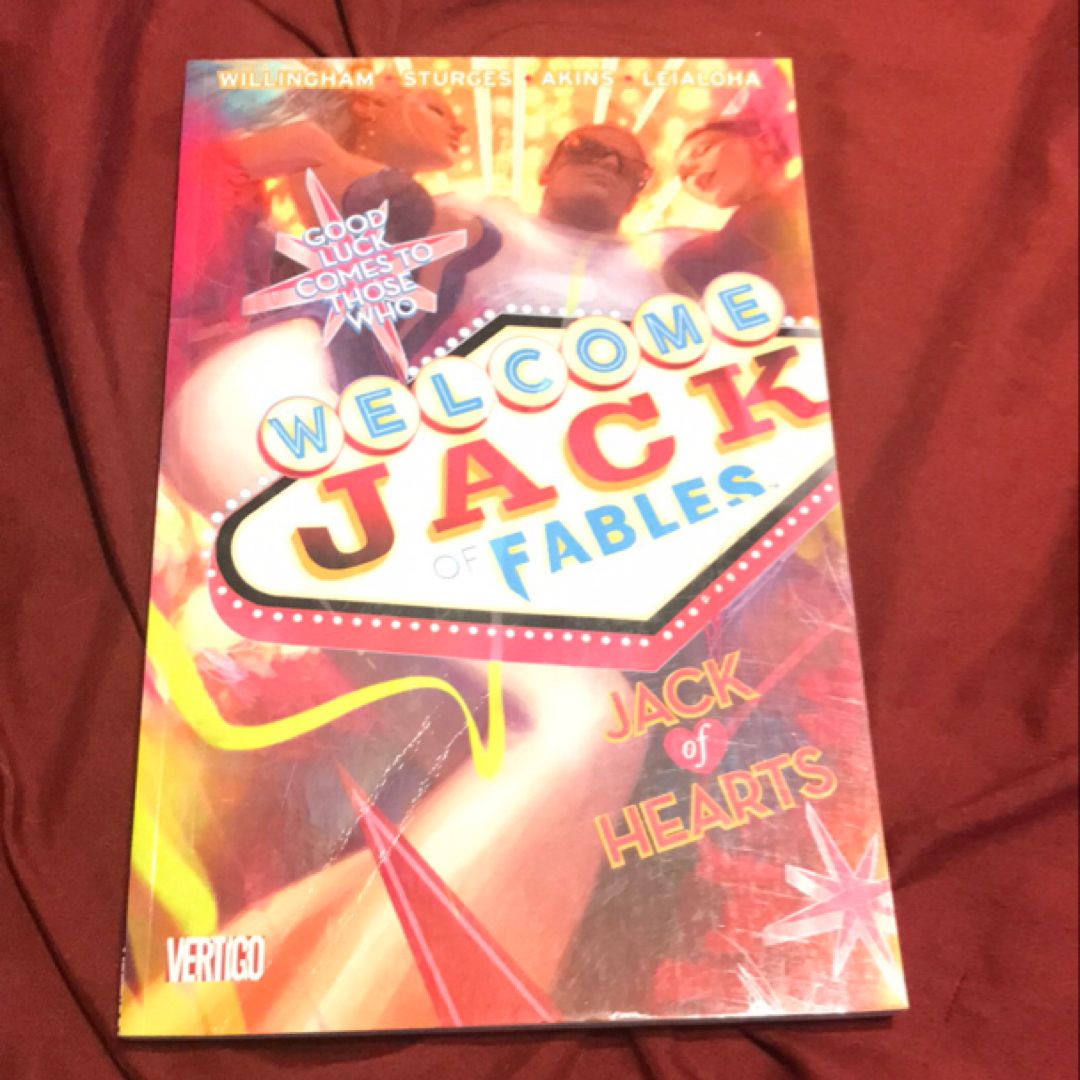 WILLINGHAM • STURGES • AKINS • LEIALOHA
GOOD
LUCK
COMES TO
THOSE
WHO
WELCOME
JACK
OF FABLES
JACK
of
HEARTS
VERTIGO